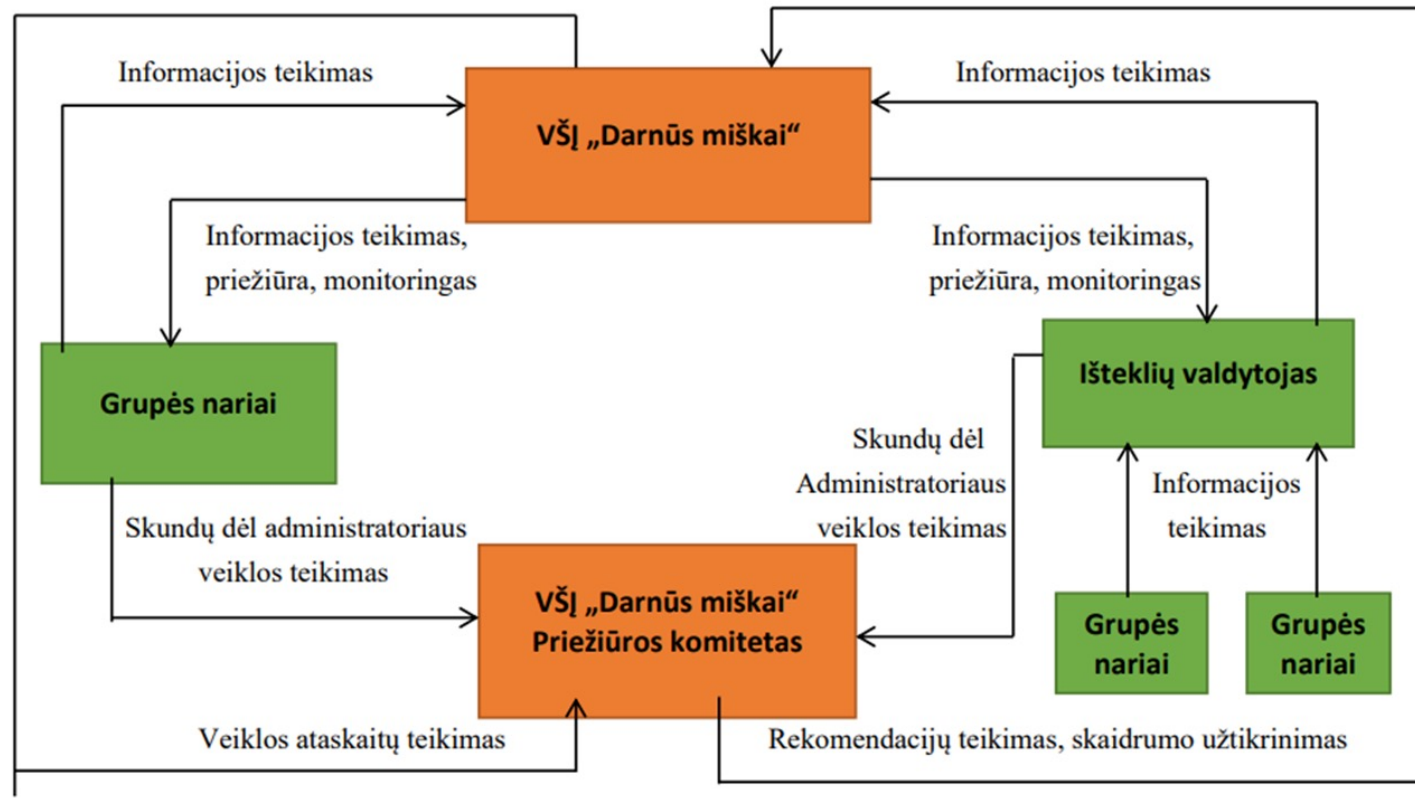 Informacijos teikimas
Informacijos teikimas
VŠĮ „Darnūs miškai“
Informacijos teikimas,
priežiūra, monitoringas
Informacijos teikimas,
priežiūra, monitoringas
Grupės nariai
Išteklių valdytojas
Skundų dėl
Administratoriaus
veiklos teikimas
Informacijos
teikimas
Skundų dėl administratoriaus
veiklos teikimas
VŠĮ „Darnūs miškai“
Priežiūros komitetas
Grupės
nariai
Grupės
nariai
Veiklos ataskaitų teikimas
Rekomendacijų teikimas, skaidrumo užtikrinimas